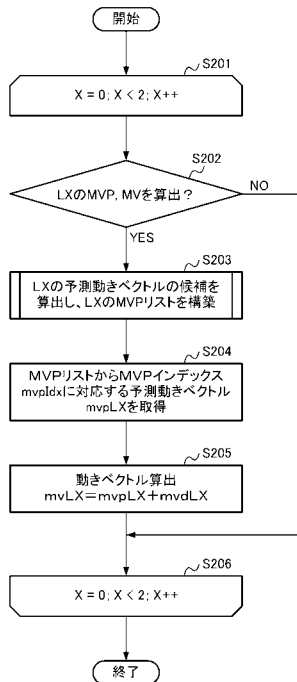 開始
S201
X = 0; X < 2; X++
S202
LXのMVP, MVを算出？
NO
YES
S203
LXの予測動きベクトルの候補を
算出し、LXのMVPリストを構築
S204
MVPリストからMVPインデックス
mvpIdxに対応する予測動きベクトル
mvpLXを取得
S205
動きベクトル算出
mvLX＝mvpLX＋mvdLX
S206
X = 0; X < 2; X++
終了